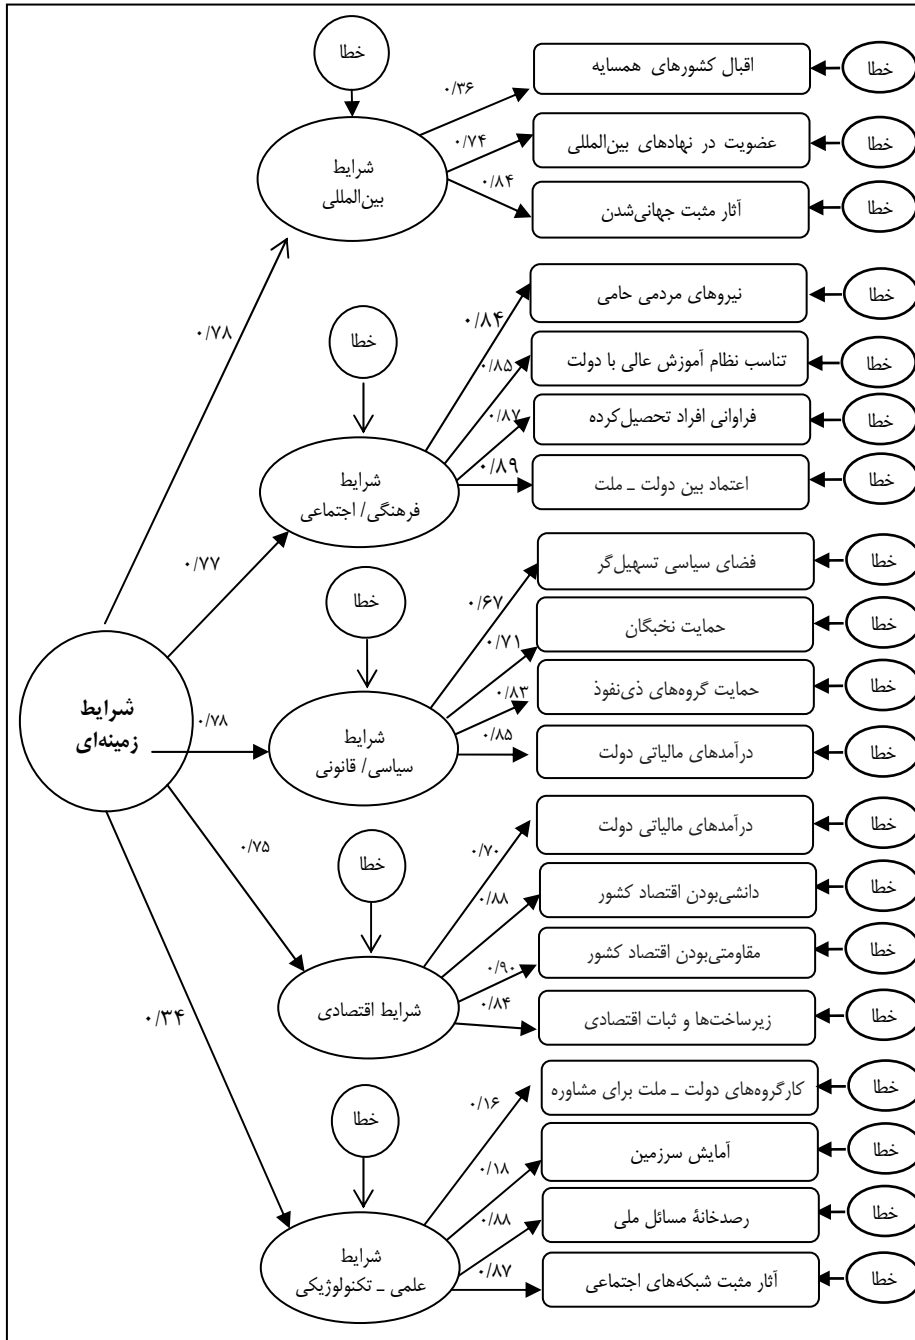 خطا
اقبال کشورهای همسایه
خطا
۰/۳۶
عضویت در نهادهای بین‌المللی
خطا
۰/۷۴
شرایط
بین‌المللی
۰/۸۴
آثار مثبت جهانی‌شدن
خطا
۰/۷۸
نیروهای مردمی حامی
خطا
۰/۸۴
خطا
تناسب نظام آموزش عالی با دولت
خطا
۰/۸۵
فراوانی افراد تحصیل‌کرده
خطا
۰/۸۷
شرایط
فرهنگی/ اجتماعی
۰/۸۹
اعتماد بین دولت ـ ملت
خطا
۰/۷۷
فضای سیاسی تسهیل‌گر
خطا
۰/۶۷
خطا
حمایت نخبگان
خطا
۰/۷۱
حمایت گروه‌های ذی‌نفوذ
خطا
۰/۸۳
شرایط
زمینه‌ای
۰/۷۸
شرایط
سیاسی/ قانونی
۰/۸۵
درآمدهای مالیاتی دولت
خطا
درآمدهای مالیاتی دولت
خطا
۰/۷۰
۰/۷۵
خطا
دانشی‌بودن اقتصاد کشور
خطا
۰/۸۸
مقاومتی‌بودن اقتصاد کشور
خطا
۰/۹۰
شرایط اقتصادی
۰/۸۴
زیرساخت‌ها و ثبات اقتصادی
خطا
۰/۳۴
کارگروه‌های دولت ـ ملت برای مشاوره
خطا
۰/۱۶
خطا
آمایش سرزمین
خطا
۰/۱۸
رصدخانهٔ مسائل ملی
خطا
۰/۸۸
شرایط
علمی ـ تکنولوژیکی
۰/۸۷
آثار مثبت شبکه‌های اجتماعی
خطا